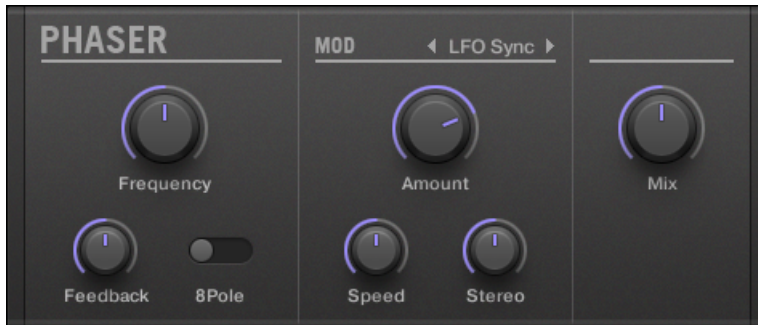 PHASER
MOD
LFO Sync
Frequency
Amount
Mix
Feedback
8Pole
Speed
Stereo